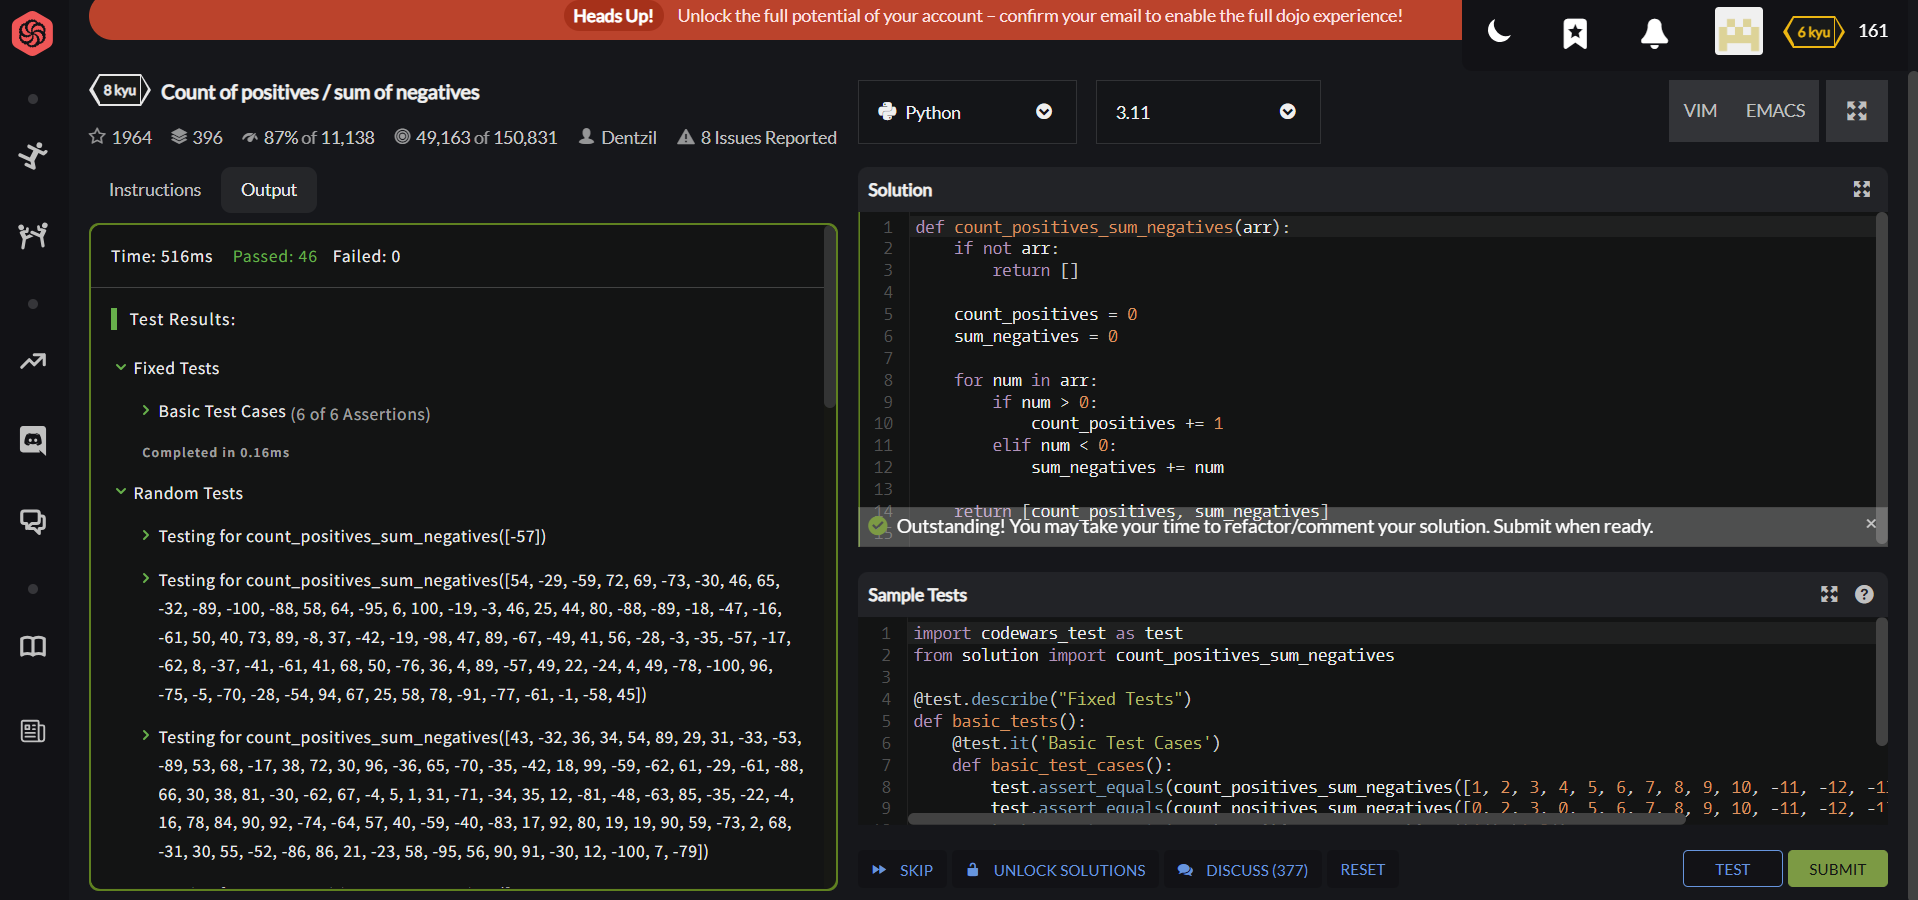 Heads Up! Unlock the full potential of your account – confirm your email to enable the full dojo experience!
6 kyu 161
8 kyu Count of positives / sum of negatives
1964 396 87% of 11,138 49,163 of 150,831 Dentzil 8 Issues Reported
Instructions Output
Time: 516ms Passed: 46 Failed: 0
Test Results:
Fixed Tests
Basic Test Cases (6 of 6 Assertions)
Completed in 0.16ms
Random Tests
Testing for count_positives_sum_negatives([-57])
Testing for count_positives_sum_negatives([54, -29, -59, 72, 69, -73, -30, 46, 65,
-32, -89, -100, -88, 58, 64, -95, 6, 100, -19, -3, 46, 25, 44, 80, -88, -89, -18, -47, -16,
-61, 50, 40, 73, 89, -8, 37, -42, -19, -98, 47, 89, -67, -49, 41, 56, -28, -3, -35, -57, -17,
-62, 8, -37, -41, -61, 41, 68, 50, -76, 36, 4, 89, -57, 49, 22, -24, 4, 49, -78, -100, 96,
-75, -5, -70, -28, -54, 94, 67, 25, 58, 78, -91, -77, -61, -1, -58, 45])
Testing for count_positives_sum_negatives([43, -32, 36, 34, 54, 89, 29, 31, -33, -53,
-89, 53, 68, -17, 38, 72, 30, 96, -36, 65, -70, -35, -42, 18, 99, -59, -62, 61, -29, -61, -88,
66, 30, 38, 81, -30, -62, 67, -4, 5, 1, 31, -71, -34, 35, 12, -81, -48, -63, 85, -35, -22, -4,
16, 78, 84, 90, 92, -74, -64, 57, 40, -59, -40, -83, 17, 92, 80, 19, 19, 90, 59, -73, 2, 68,
-31, 30, 55, -52, -86, 86, 21, -23, 58, -95, 56, 90, 91, -30, 12, -100, 7, -79])
Python 3.11 VIM EMACS
Solution
1 def count_positives_sum_negatives(arr):
2 if not arr:
3 return []
4
5 count_positives = 0
6 sum_negatives = 0
7
8 for num in arr:
9 if num > 0:
10 count_positives += 1
11 elif num < 0:
12 sum_negatives += num
13
14 return [count_positives, sum_negatives]
15
Outstanding! You may take your time to refactor/comment your solution. Submit when ready.
Sample Tests
1 import codewars_test as test
2 from solution import count_positives_sum_negatives
3
4 @test.describe("Fixed Tests")
5 def basic_tests():
6 @test.it('Basic Test Cases')
7 def basic_test_cases():
8 test.assert_equals(count_positives_sum_negatives([1, 2, 3, 4, 5, 6, 7, 8, 9, 10, -11, -12, -1
9 test.assert_equals(count_positives_sum_negatives([0, 2, 3, 0, 5, 6, 7, 8, 9, 10, -11, -12, -1
SKIP UNLOCK SOLUTIONS DISCUSS (377) RESET TEST SUBMIT